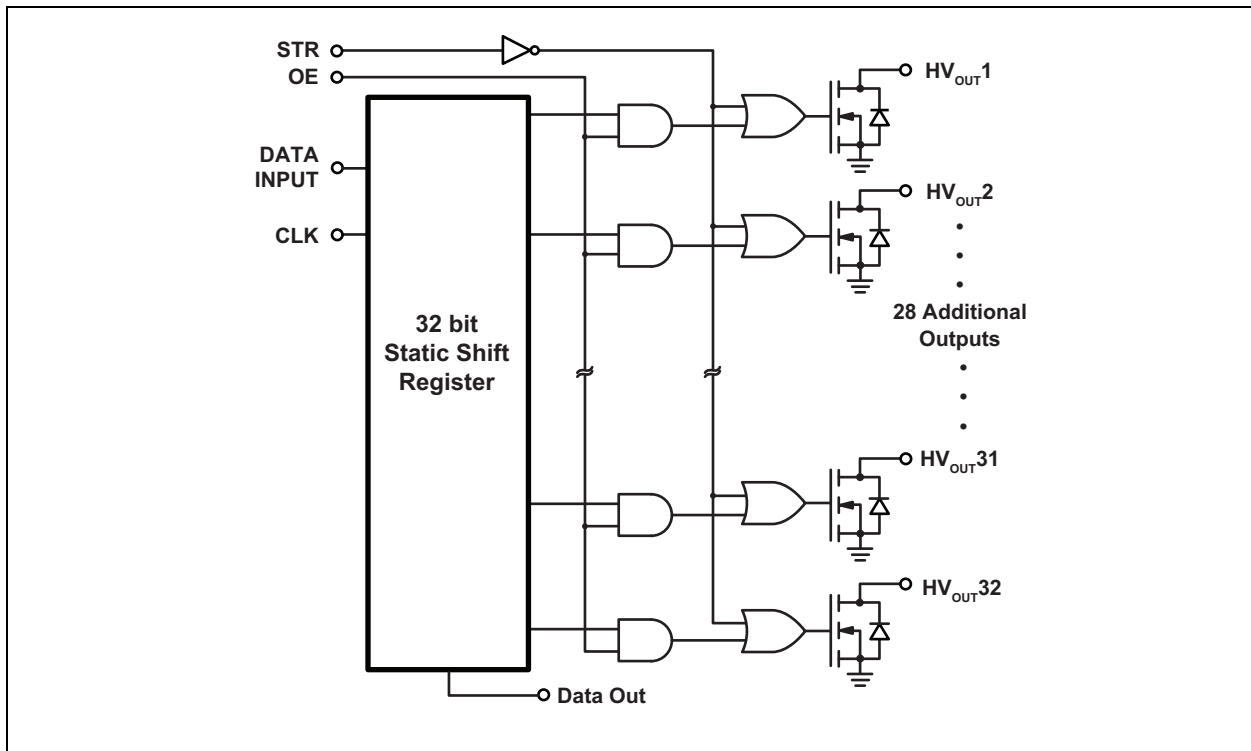 STR
OE
DATA
INPUT
CLK
32 bit
Static Shift
Register
Data Out
HVOUT1
HVOUT2
28 Additional
Outputs
HVOUT31
HVOUT32